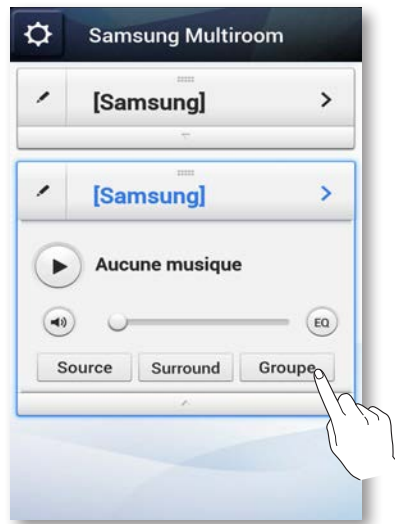 Samsung Multiroom
[Samsung]
[Samsung]
Aucune musique
EQ
Source Surround Groupe